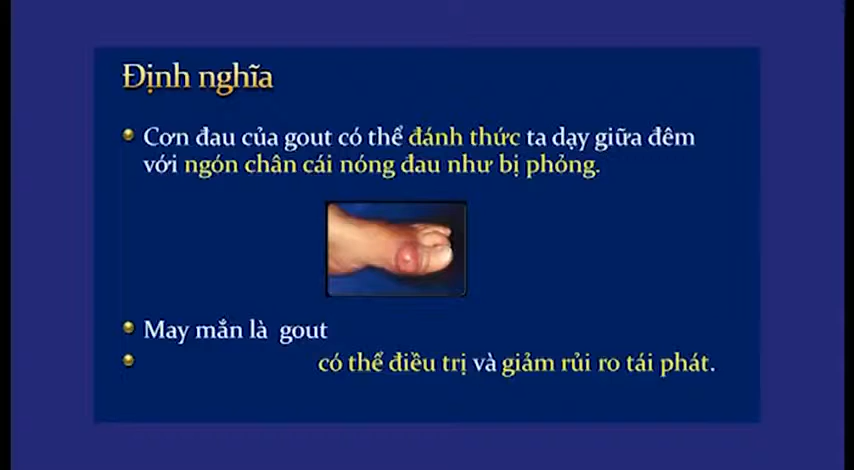 Định nghĩa
Cơn đau của gout có thể đánh thức ta dạy giữa đêm
với ngón chân cái nóng đau như bị phỏng.
May mắn là gout
có thể điều trị và giảm rủi ro tái phát.